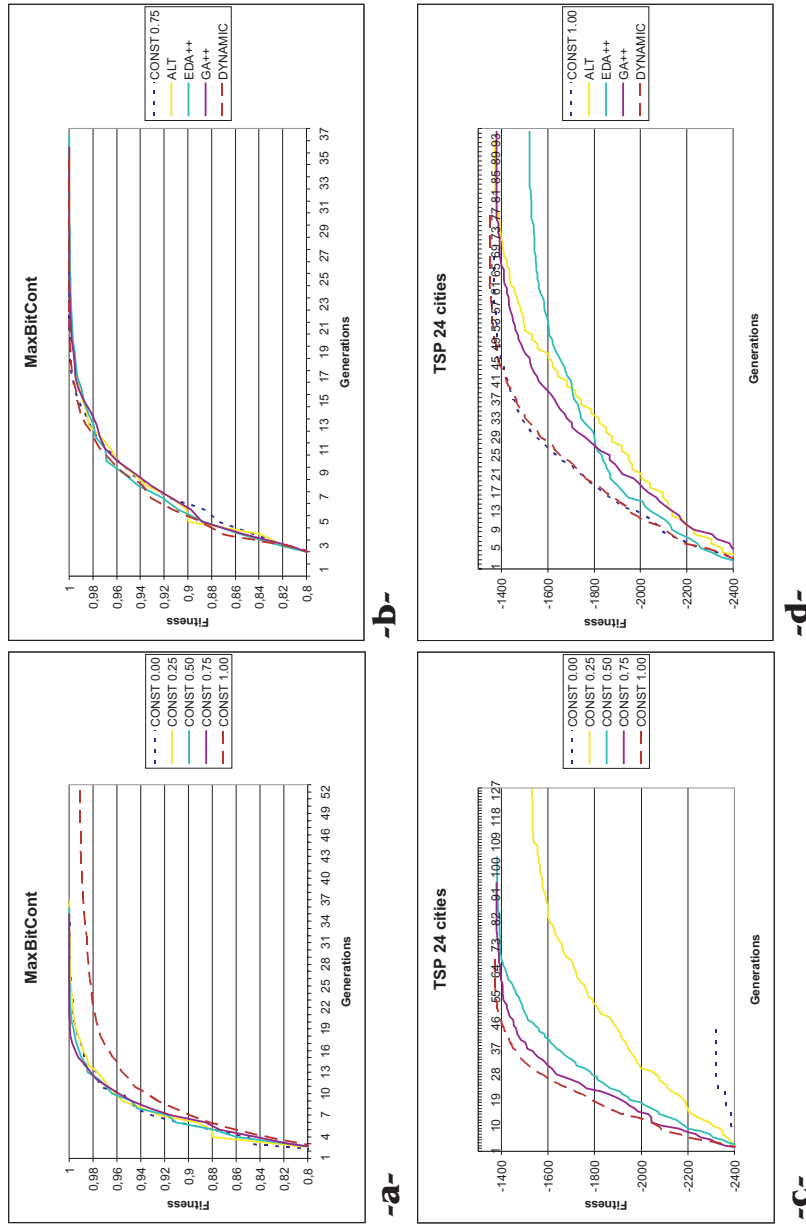 MaxBitCont
Fitness
1
0,98
0,96
0,94
0,92
0,9
0,88
0,86
0,84
0,82
0,8
1 4 7 10 13 16 19 22 25 28 31 34 37 40 43 46 49 52
Generations
CONST 0.00
CONST 0.25
CONST 0.50
CONST 0.75
CONST 1.00
-a-
MaxBitCont
Fitness
1
0,98
0,96
0,94
0,92
0,9
0,88
0,86
0,84
0,82
0,8
1 3 5 7 9 11 13 15 17 19 21 23 25 27 29 31 33 35 37
Generations
CONST 0.75
ALT
EDA++
GA++
DYNAMIC
-b-
TSP 24 cities
Fitness
1 10 19 28 37 46 55 64 73 82 91 100 109 118 127
-1400
-1600
-1800
-2000
-2200
-2400
Generations
CONST 0.00
CONST 0.25
CONST 0.50
CONST 0.75
CONST 1.00
-c-
TSP 24 cities
Fitness
1 5 9 13 17 21 25 29 33 37 41 45 49 53 57 61 65 69 73 77 81 85 89 93
-1400
-1600
-1800
-2000
-2200
-2400
Generations
CONST 1.00
ALT
EDA++
GA++
DYNAMIC
-d-